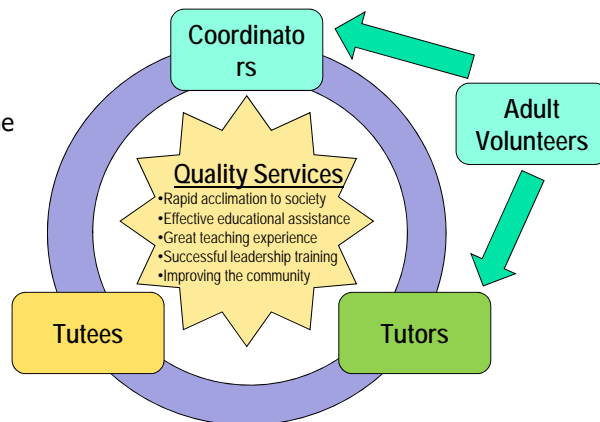 Coordinato
rs
ne
Adult
Volunteers
Quality Services
•Rapid acclimation to society
•Effective educational assistance
•Great teaching experience
•Successful leadership training
•Improving the community
Tutees
Tutors